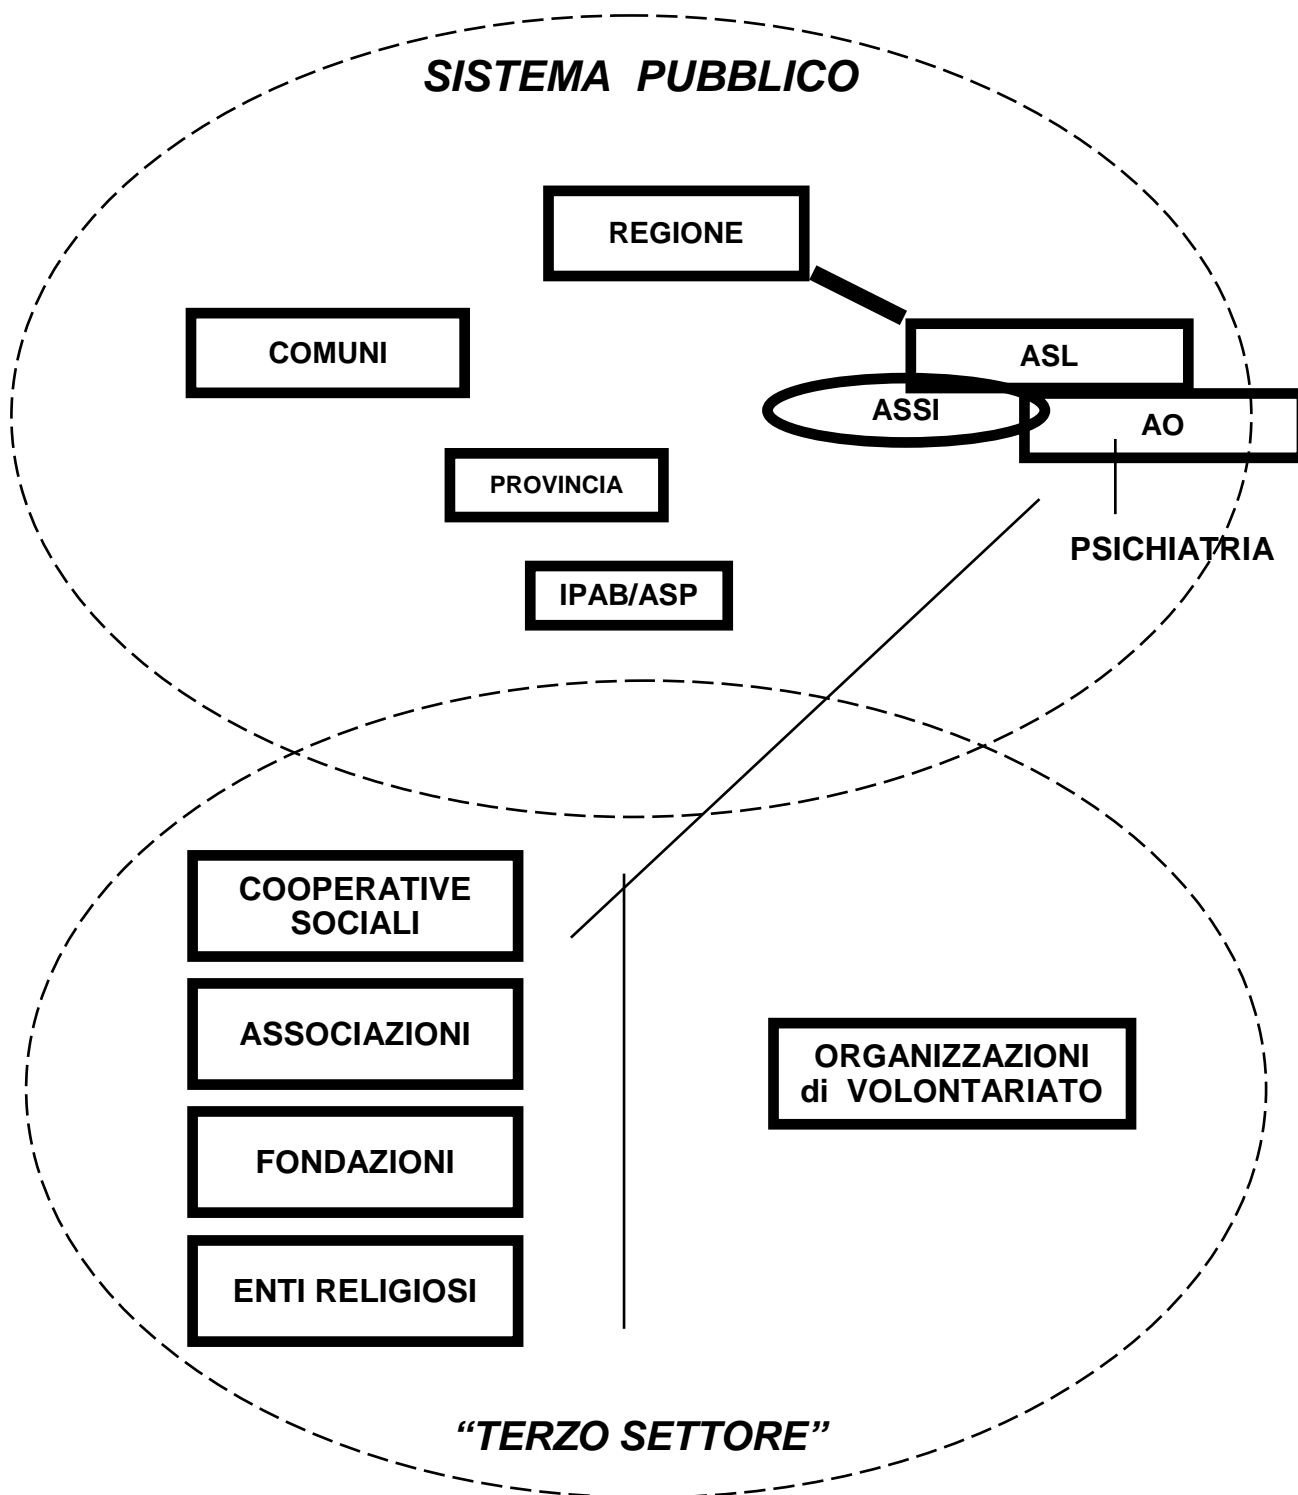 SISTEMA PUBBLICO
REGIONE
COMUNI
ASL
ASSI
AO
PROVINCIA
PSICHIATRIA
IPAB/ASP
COOPERATIVE
SOCIALI
ASSOCIAZIONI
ORGANIZZAZIONI
di VOLONTARIATO
FONDAZIONI
ENTI RELIGIOSI
“TERZO SETTORE”